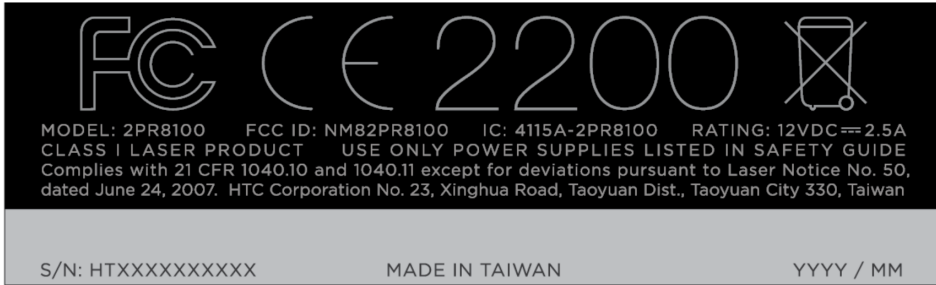 FC CE 2200
MODEL: 2PR8100 FCC ID: NM82PR8100 IC: 4115A-2PR8100 RATING: 12VDC⎓2.5A
CLASS I LASER PRODUCT USE ONLY POWER SUPPLIES LISTED IN SAFETY GUIDE
Complies with 21 CFR 1040.10 and 1040.11 except for deviations pursuant to Laser Notice No. 50,
dated June 24, 2007. HTC Corporation No. 23, Xinghua Road, Taoyuan Dist., Taoyuan City 330, Taiwan
S/N: HTXXXXXXXXXXX MADE IN TAIWAN YYYY / MM